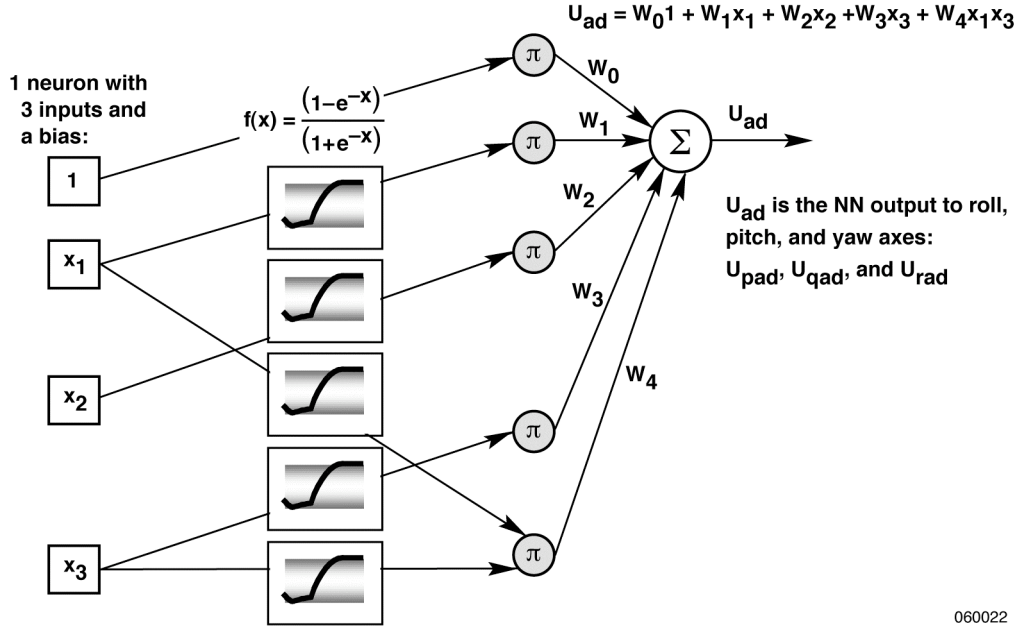 U_ad = W_0 1 + W_1x_1 + W_2x_2 +W_3x_3 + W_4x_1x_3
1 neuron with
3 inputs and
a bias:
f(x) = (1–e^–x) / (1+e^–x)
1
x_1
x_2
x_3
π
π
π
π
π
W_0
W_1
W_2
W_3
W_4
Σ
U_ad
U_ad is the NN output to roll,
pitch, and yaw axes:
U_pad, U_qad, and U_rad
060022